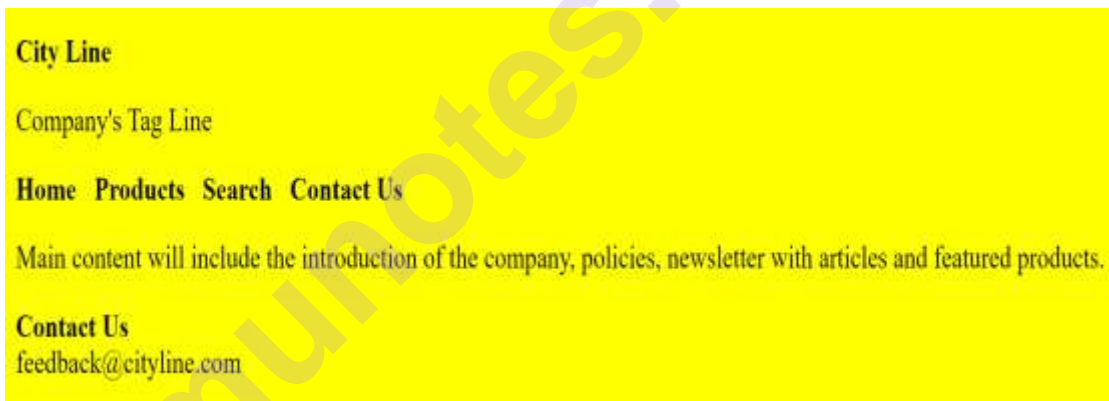 City Line
Company's Tag Line
Home Products Search Contact Us
Main content will include the introduction of the company, policies, newsletter with articles and featured products.
Contact Us
feedback@cityline.com
munotes.